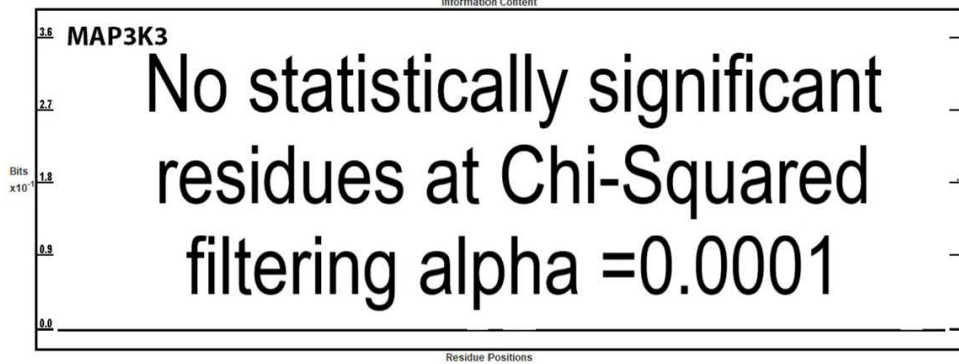 Information Content
3.6
MAP3K3
No statistically significant
2.7
residues at Chi-Squared
Bits
x10-1
1.8
filtering alpha =0.0001
0.9
0.0
Residue Positions